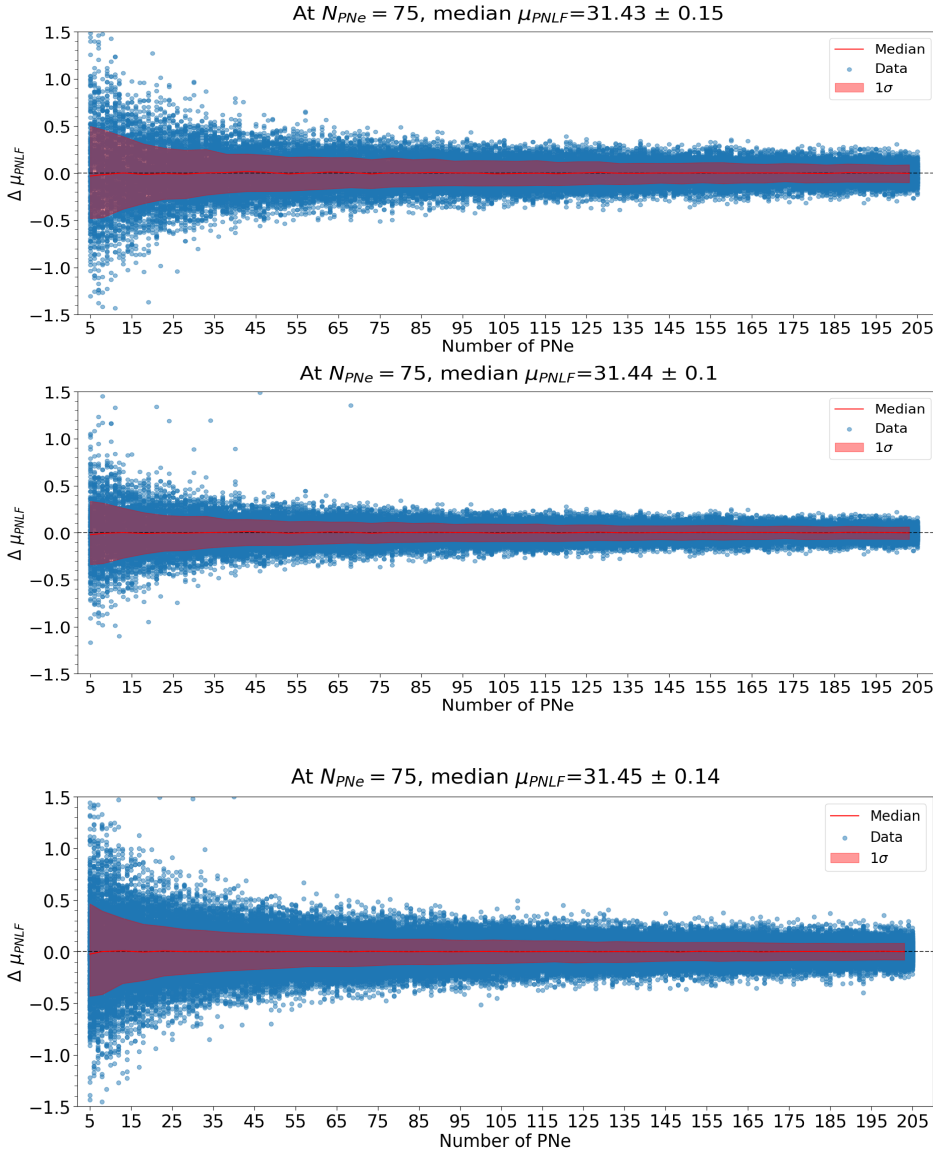 At N_PNe = 75, median μ_PNLF=31.43 ± 0.15
1.5
1.0
0.5
0.0
−0.5
−1.0
−1.5
Δ μ_PNLF
Median
Data
1σ
5 15 25 35 45 55 65 75 85 95 105 115 125 135 145 155 165 175 185 195 205
Number of PNe
At N_PNe = 75, median μ_PNLF=31.44 ± 0.1
1.5
1.0
0.5
0.0
−0.5
−1.0
−1.5
Δ μ_PNLF
Median
Data
1σ
5 15 25 35 45 55 65 75 85 95 105 115 125 135 145 155 165 175 185 195 205
Number of PNe
At N_PNe = 75, median μ_PNLF=31.45 ± 0.14
1.5
1.0
0.5
0.0
−0.5
−1.0
−1.5
Δ μ_PNLF
Median
Data
1σ
5 15 25 35 45 55 65 75 85 95 105 115 125 135 145 155 165 175 185 195 205
Number of PNe